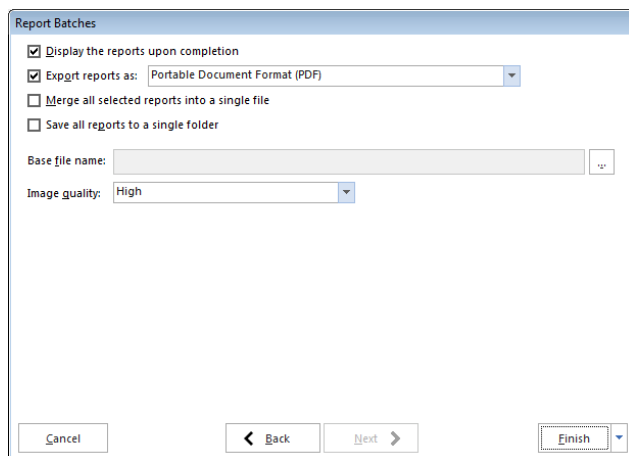 Report Batches
Display the reports upon completion
Export reports as: Portable Document Format (PDF)
Merge all selected reports into a single file
Save all reports to a single folder
Base file name: ...
Image quality: High
Cancel Back Next Finish